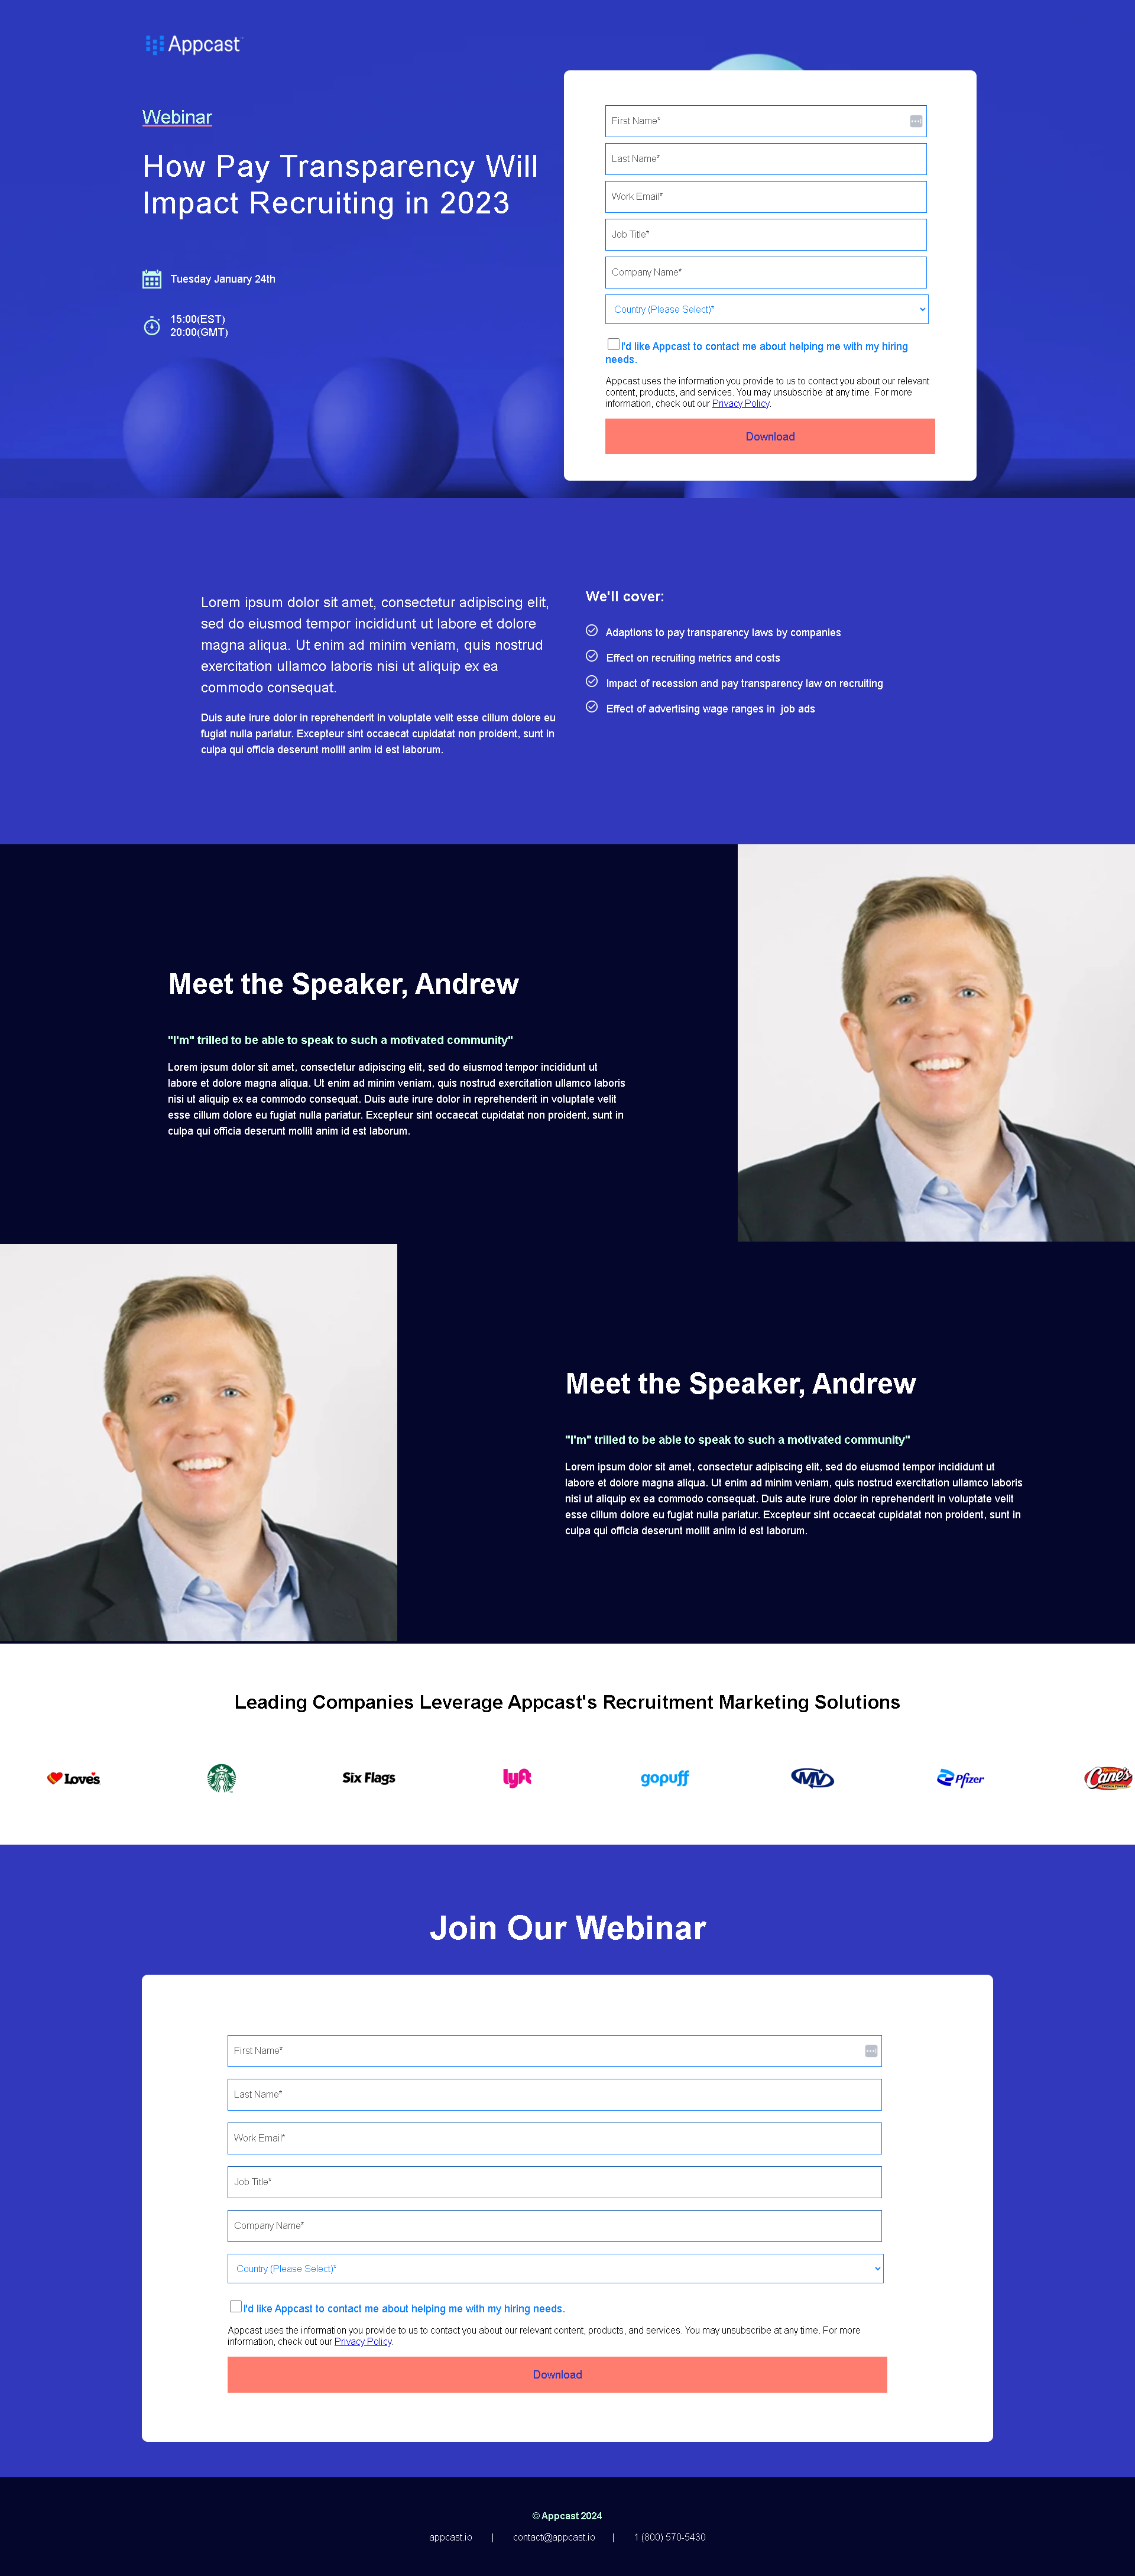 Appcast
Webinar
How Pay Transparency Will
Impact Recruiting in 2023
Tuesday January 24th
15:00(EST)
20:00(GMT)
First Name*
Last Name*
Work Email*
Job Title*
Company Name*
Country (Please Select)*
I'd like Appcast to contact me about helping me with my hiring
needs.
Appcast uses the information you provide to us to contact you about our relevant
content, products, and services. You may unsubscribe at any time. For more
information, check out our Privacy Policy.
Download
Lorem ipsum dolor sit amet, consectetur adipiscing elit,
sed do eiusmod tempor incididunt ut labore et dolore
magna aliqua. Ut enim ad minim veniam, quis nostrud
exercitation ullamco laboris nisi ut aliquip ex ea
commodo consequat.
Duis aute irure dolor in reprehenderit in voluptate velit esse cillum dolore eu
fugiat nulla pariatur. Excepteur sint occaecat cupidatat non proident, sunt in
culpa qui officia deserunt mollit anim id est laborum.
We'll cover:
Adaptions to pay transparency laws by companies
Effect on recruiting metrics and costs
Impact of recession and pay transparency law on recruiting
Effect of advertising wage ranges in job ads
Meet the Speaker, Andrew
"I'm" trilled to be able to speak to such a motivated community"
Lorem ipsum dolor sit amet, consectetur adipiscing elit, sed do eiusmod tempor incididunt ut
labore et dolore magna aliqua. Ut enim ad minim veniam, quis nostrud exercitation ullamco laboris
nisi ut aliquip ex ea commodo consequat. Duis aute irure dolor in reprehenderit in voluptate velit
esse cillum dolore eu fugiat nulla pariatur. Excepteur sint occaecat cupidatat non proident, sunt in
culpa qui officia deserunt mollit anim id est laborum.
Meet the Speaker, Andrew
"I'm" trilled to be able to speak to such a motivated community"
Lorem ipsum dolor sit amet, consectetur adipiscing elit, sed do eiusmod tempor incididunt ut
labore et dolore magna aliqua. Ut enim ad minim veniam, quis nostrud exercitation ullamco laboris
nisi ut aliquip ex ea commodo consequat. Duis aute irure dolor in reprehenderit in voluptate velit
esse cillum dolore eu fugiat nulla pariatur. Excepteur sint occaecat cupidatat non proident, sunt in
culpa qui officia deserunt mollit anim id est laborum.
Leading Companies Leverage Appcast's Recruitment Marketing Solutions
Love's Six Flags lyft gopuff MV Pfizer Cane's
Join Our Webinar
First Name*
Last Name*
Work Email*
Job Title*
Company Name*
Country (Please Select)*
I'd like Appcast to contact me about helping me with my hiring needs.
Appcast uses the information you provide to us to contact you about our relevant content, products, and services. You may unsubscribe at any time. For more
information, check out our Privacy Policy.
Download
© Appcast 2024
appcast.io | contact@appcast.io | 1 (800) 570-5430